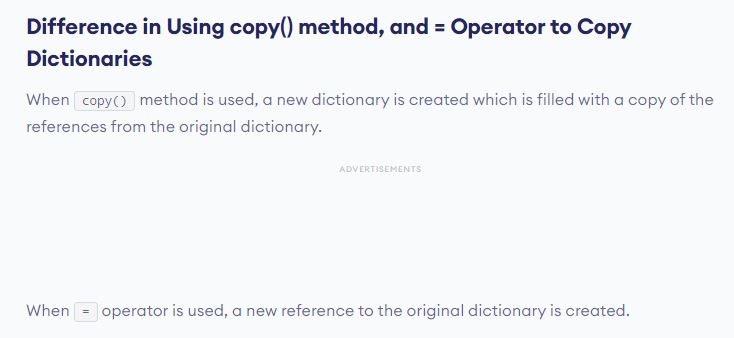 Difference in Using copy() method, and = Operator to Copy
Dictionaries
When copy() method is used, a new dictionary is created which is filled with a copy of the
references from the original dictionary.
ADVERTISEMENTS
When = operator is used, a new reference to the original dictionary is created.